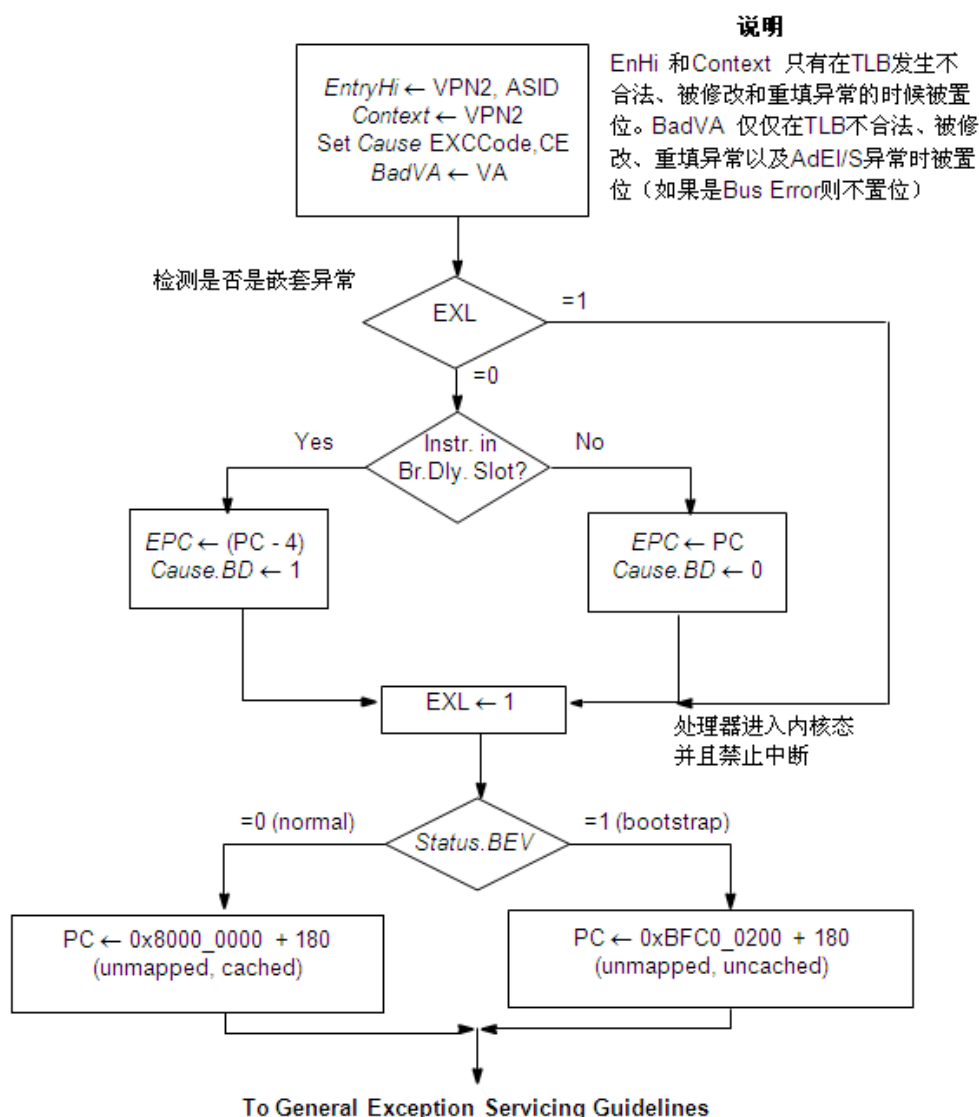 说明
EnHi 和Context 只有在TLB发生不
合法、被修改和重填异常的时候被置
位。BadVA 仅仅在TLB不合法、被修
改、重填异常以及AdEI/S异常时被置
位（如果是Bus Error则不置位）
EntryHi ← VPN2, ASID
Context ← VPN2
Set Cause EXCCode,CE
BadVA ← VA
检测是否是嵌套异常
EXL
=1
=0
Yes
Instr. in
Br.Dly. Slot?
No
EPC ← (PC - 4)
Cause.BD ← 1
EPC ← PC
Cause.BD ← 0
EXL ← 1
处理器进入内核态
并且禁止中断
=0 (normal)
Status.BEV
=1 (bootstrap)
PC ← 0x8000_0000 + 180
(unmapped, cached)
PC ← 0xBFC0_0200 + 180
(unmapped, uncached)
To General Exception Servicing Guidelines